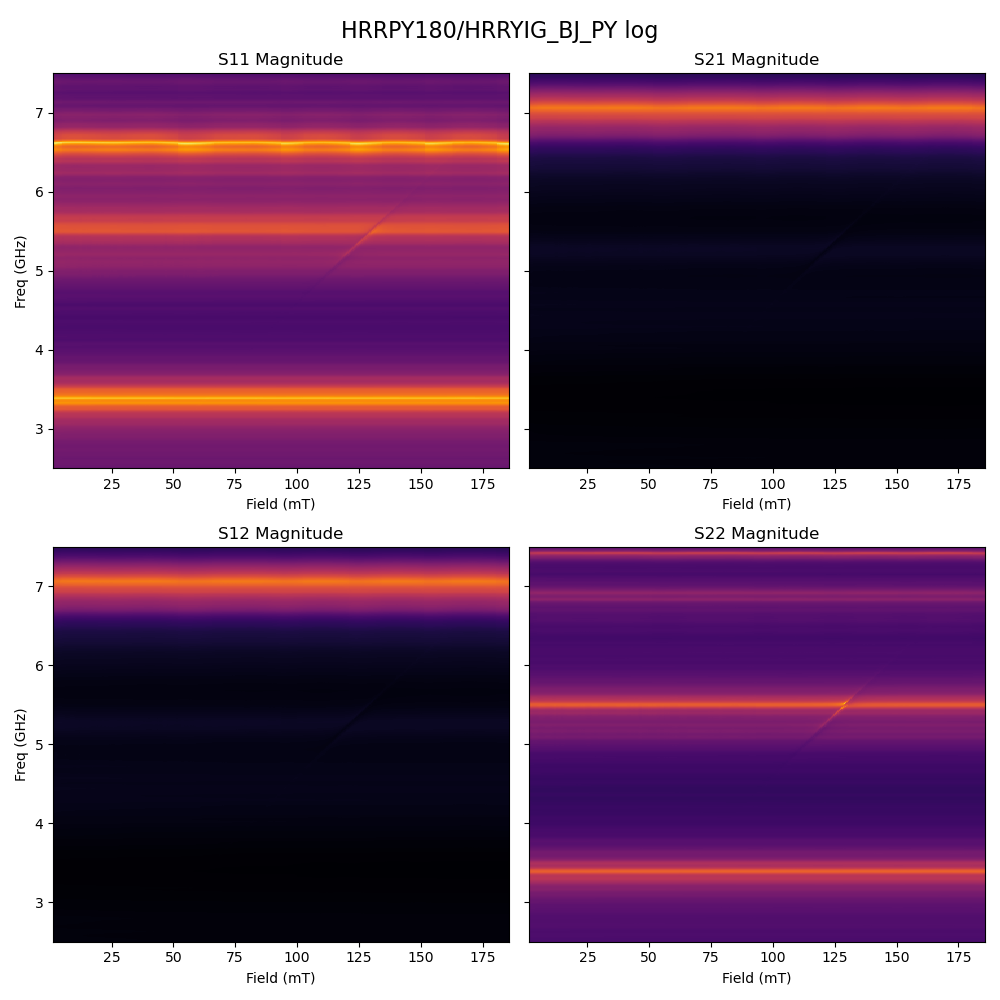 HRRPY180/HRRYIG_BJ_PY log
S11 Magnitude
S21 Magnitude
7
6
5
4
3
Freq (GHz)
25 50 75 100 125 150 175
25 50 75 100 125 150 175
Field (mT)
Field (mT)
S12 Magnitude
S22 Magnitude
7
6
5
4
3
Freq (GHz)
25 50 75 100 125 150 175
25 50 75 100 125 150 175
Field (mT)
Field (mT)